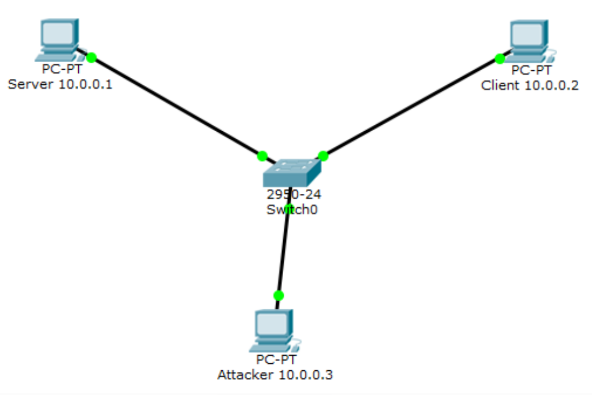 PC-PT
Server 10.0.0.1
PC-PT
Client 10.0.0.2
2950-24
Switch0
PC-PT
Attacker 10.0.0.3